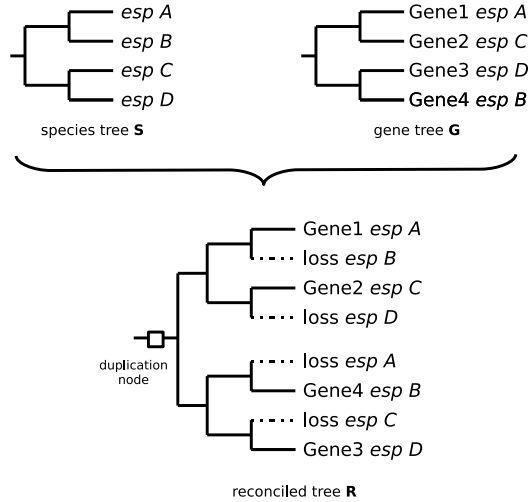 esp A
esp B
esp C
esp D
species tree S
Gene1 esp A
Gene2 esp C
Gene3 esp D
Gene4 esp B
gene tree G
Gene1 esp A
loss esp B
Gene2 esp C
loss esp D
duplication
node
loss esp A
Gene4 esp B
loss esp C
Gene3 esp D
reconciled tree R